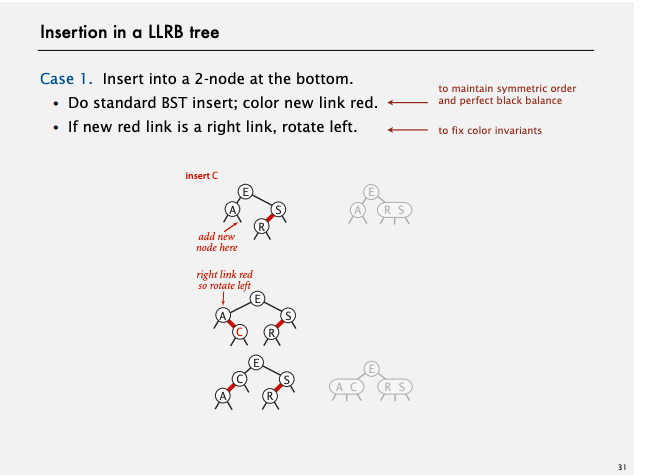 Insertion in a LLRB tree
Case 1. Insert into a 2-node at the bottom.
• Do standard BST insert; color new link red.
to maintain symmetric order
and perfect black balance
• If new red link is a right link, rotate left.
to fix color invariants
insert C
E
A S
R
add new
node here
E
A R S
right link red
so rotate left
E
A S
C R
E
C S
A R
E
A C R S
31